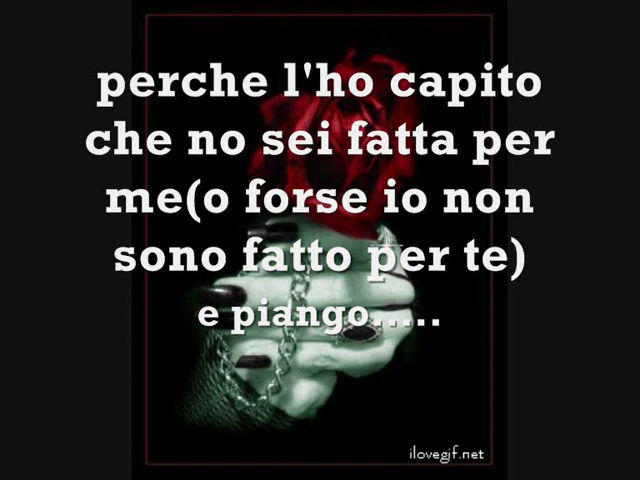 perche l'ho capito
che no sei fatta per
me(o forse io non
sono fatto per te)
e piango.....
ilovegif.net